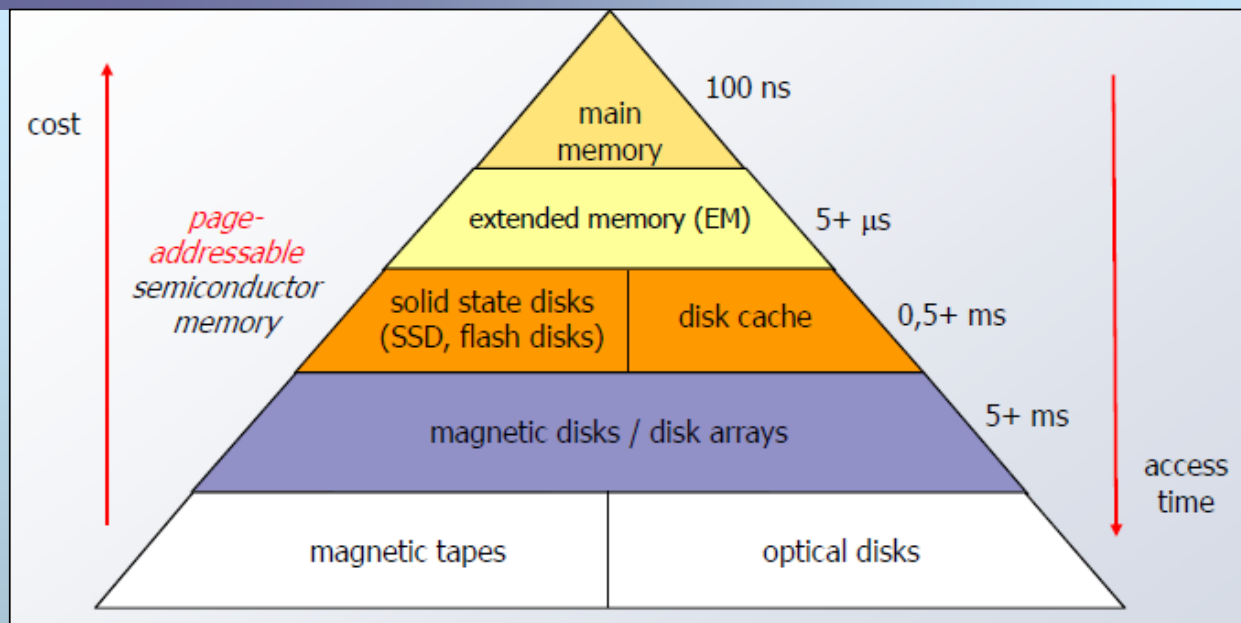 cost
page-
addressable
semiconductor
memory
main
memory
100 ns
extended memory (EM)
5+ μs
solid state disks
(SSD, flash disks)
disk cache
0,5+ ms
magnetic disks / disk arrays
5+ ms
magnetic tapes
optical disks
access
time